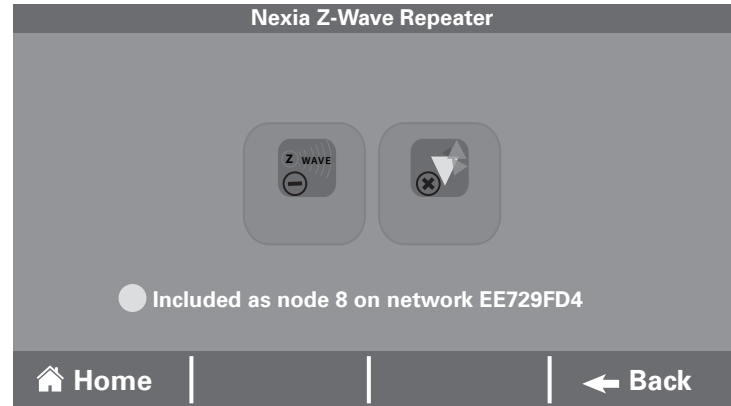 Nexia Z-Wave Repeater
Z WAVE
Included as node 8 on network EE729FD4
Home
Back